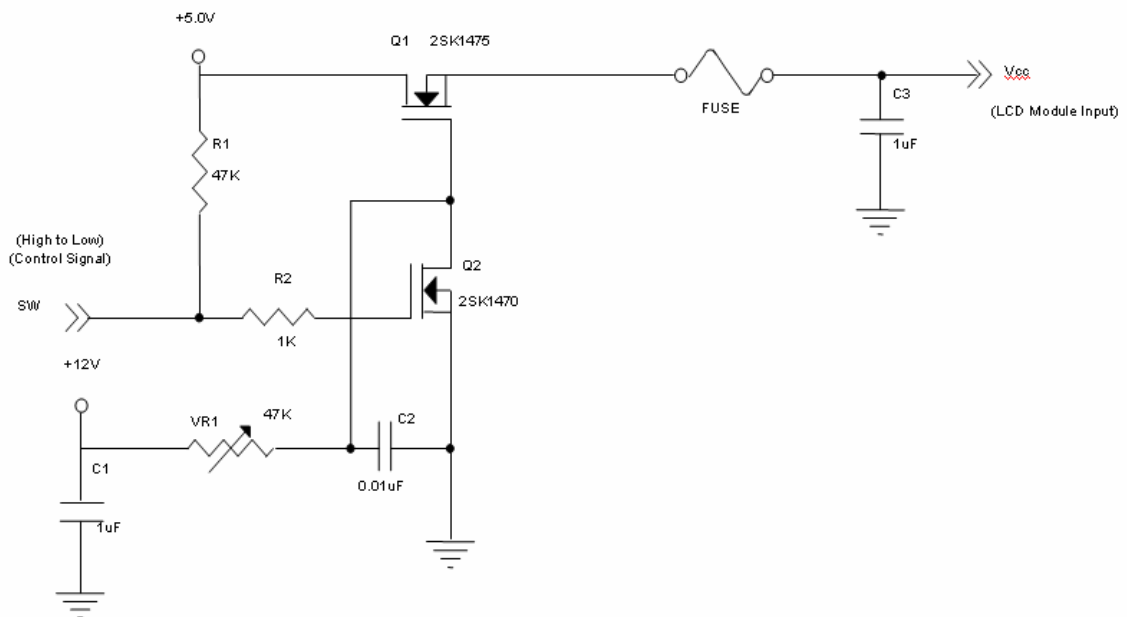 +5.0V
Q1 2SK1475
Vcc
C3
FUSE
(LCD Module Input)
R1
1uF
47K
(High to Low)
(Control Signal)
Q2
R2
SW
2SK1470
1K
+12V
VR1
47K
C2
C1
0.01uF
1uF